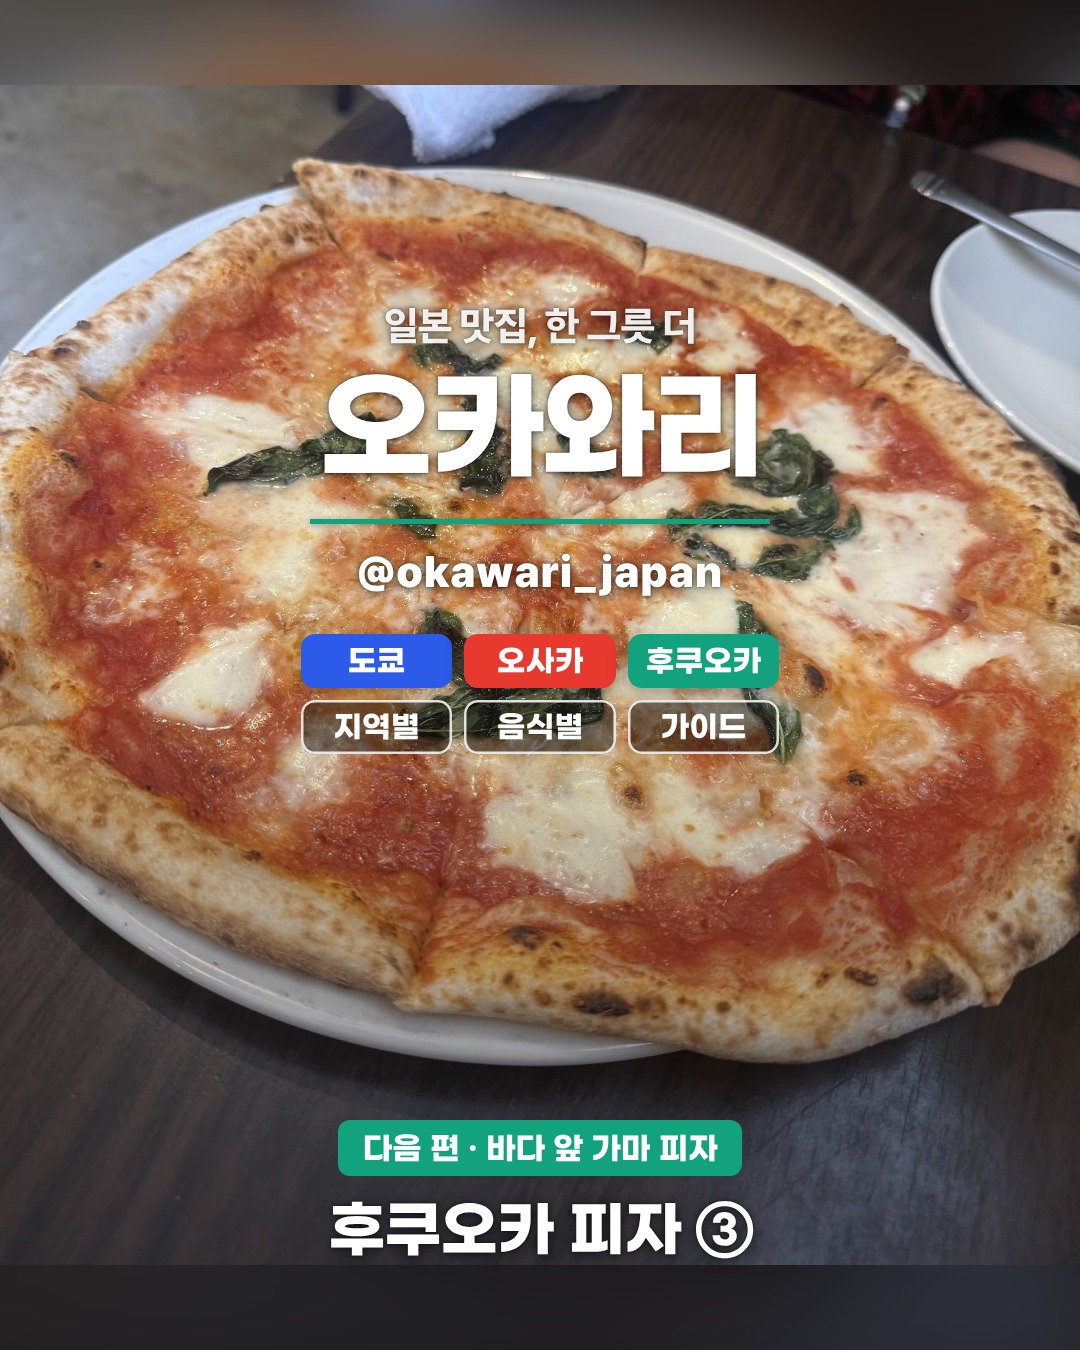 일본 맛집, 한 그릇 더
오카와리
@okawari_japan
도쿄 오사카 후쿠오카
지역별 음식별 가이드
다음 편 · 바다 앞 가마 피자
후쿠오카 피자 ③